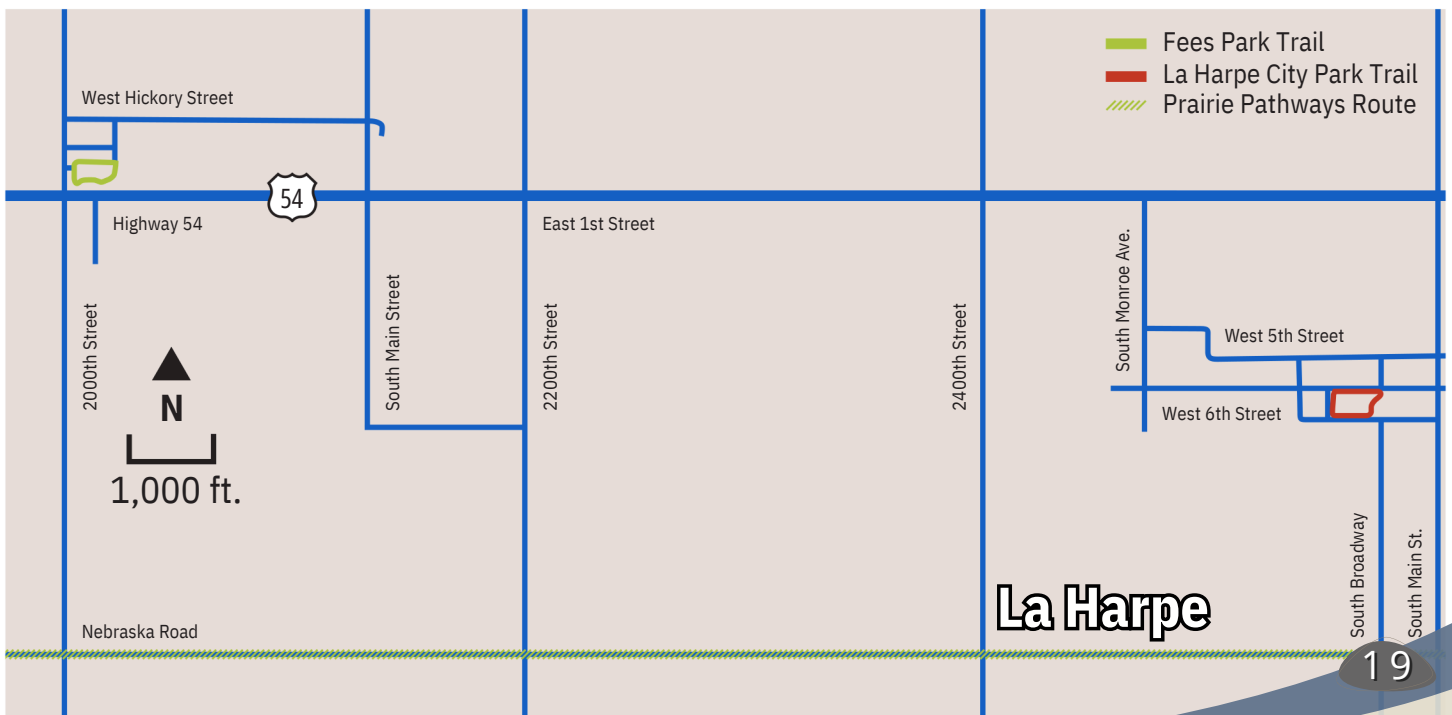 Fees Park Trail
La Harpe City Park Trail
Prairie Pathways Route
West Hickory Street
54
Highway 54
East 1st Street
2000th Street
South Main Street
2200th Street
2400th Street
South Monroe Ave.
West 5th Street
West 6th Street
N
1,000 ft.
South Broadway
South Main St.
La Harpe
Nebraska Road
19